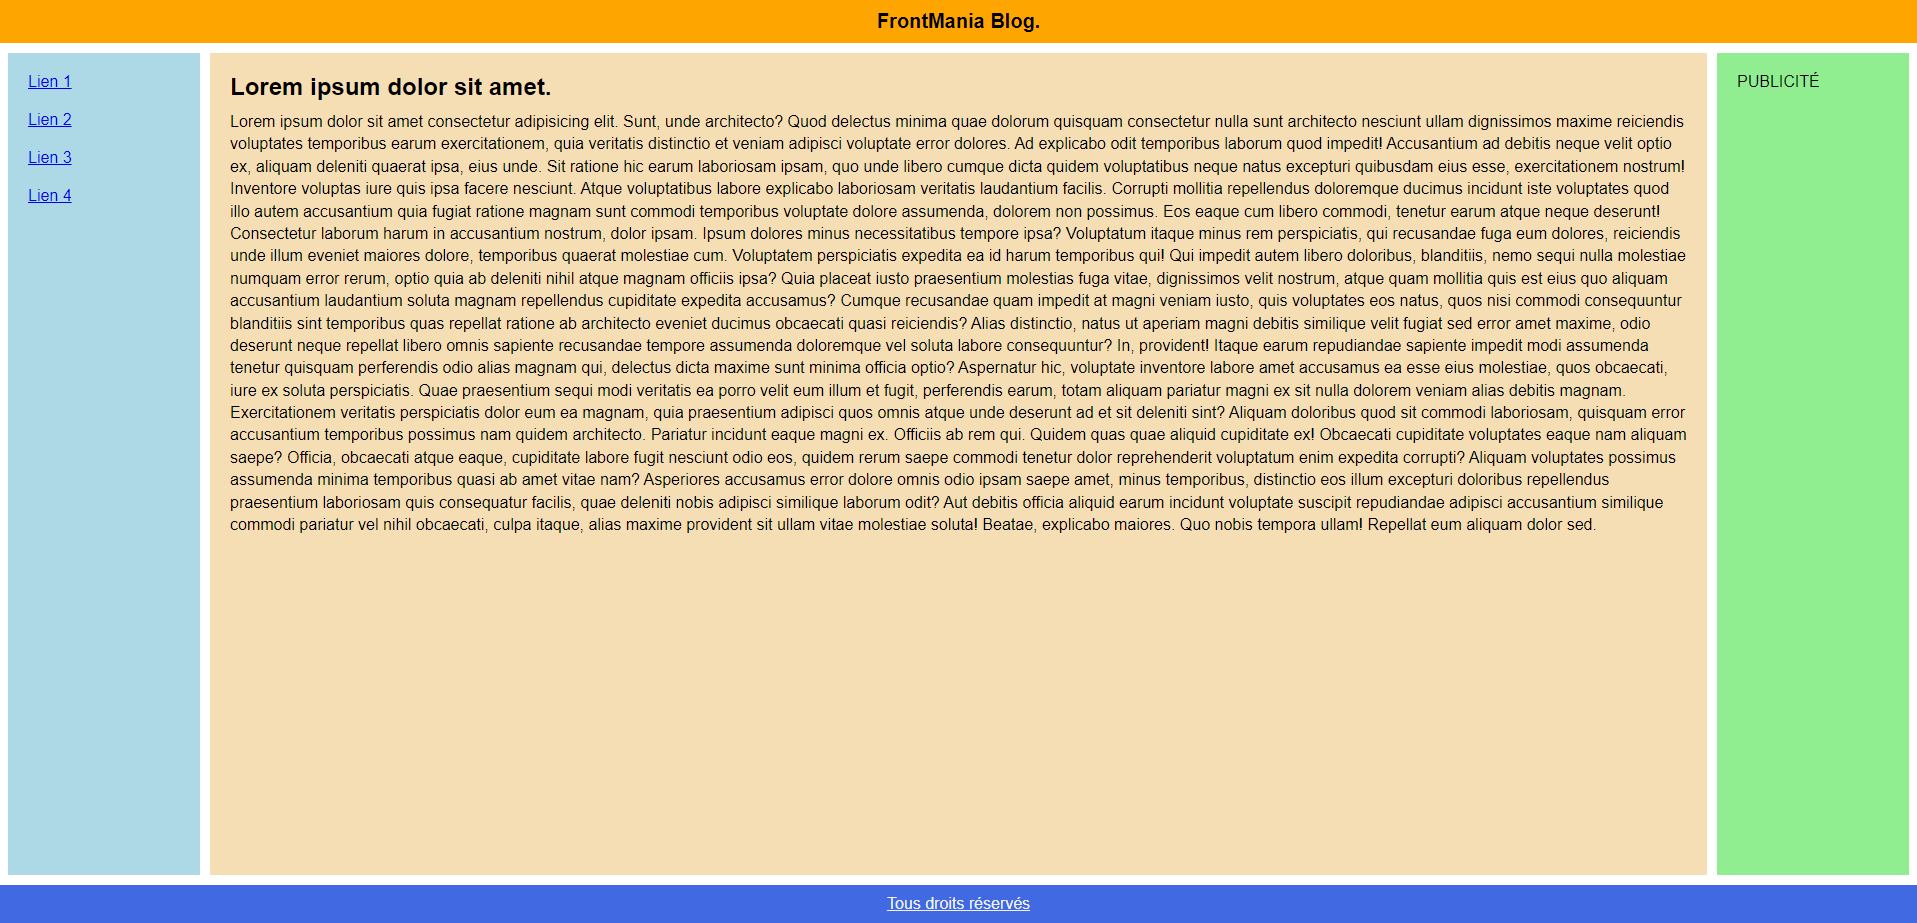 FrontMania Blog.
Lien 1
Lien 2
Lien 3
Lien 4
Lorem ipsum dolor sit amet.
Lorem ipsum dolor sit amet consectetur adipisicing elit. Sunt, unde architecto? Quod delectus minima quae dolorum quisquam consectetur nulla sunt architecto nesciunt ullam dignissimos maxime reiciendis
voluptates temporibus earum exercitationem, quia veritatis distinctio et veniam adipisci voluptate error dolores. Ad explicabo odit temporibus laborum quod impedit! Accusantium ad debitis neque velit optio
ex, aliquam deleniti quaerat ipsa, eius unde. Sit ratione hic earum laboriosam ipsam, quo unde libero cumque dicta quidem voluptatibus neque natus excepturi quibusdam eius esse, exercitationem nostrum!
Inventore voluptas iure quis ipsa facere nesciunt. Atque voluptatibus labore explicabo laboriosam veritatis laudantium facilis. Corrupti mollitia repellendus doloremque ducimus incidunt iste voluptates quod
illo autem accusantium quia fugiat ratione magnam sunt commodi temporibus voluptate dolore assumenda, dolorem non possimus. Eos eaque cum libero commodi, tenetur earum atque neque deserunt!
Consectetur laborum harum in accusantium nostrum, dolor ipsam. Ipsum dolores minus necessitatibus tempore ipsa? Voluptatum itaque minus rem perspiciatis, qui recusandae fuga eum dolores, reiciendis
unde illum eveniet maiores dolore, temporibus quaerat molestiae cum. Voluptatem perspiciatis expedita ea id harum temporibus qui! Qui impedit autem libero doloribus, blanditiis, nemo sequi nulla molestiae
numquam error rerum, optio quia ab deleniti nihil atque magnam officiis ipsa? Quia placeat iusto praesentium molestias fuga vitae, dignissimos velit nostrum, atque quam mollitia quis est eius quo aliquam
accusantium laudantium soluta magnam repellendus cupiditate expedita accusamus? Cumque recusandae quam impedit at magni veniam iusto, quis voluptates eos natus, quos nisi commodi consequuntur
blanditiis sint temporibus quas repellat ratione ab architecto eveniet ducimus obcaecati quasi reiciendis? Alias distinctio, natus ut aperiam magni debitis similique velit fugiat sed error amet maxime, odio
deserunt neque repellat libero omnis sapiente recusandae tempore assumenda doloremque vel soluta labore consequuntur? In, provident! Itaque earum repudiandae sapiente impedit modi assumenda
tenetur quisquam perferendis odio alias magnam qui, delectus dicta maxime sunt minima officia optio? Aspernatur hic, voluptate inventore labore amet accusamus ea esse eius molestiae, quos obcaecati,
iure ex soluta perspiciatis. Quae praesentium sequi modi veritatis ea porro velit eum illum et fugit, perferendis earum, totam aliquam pariatur magni ex sit nulla dolorem veniam alias debitis magnam.
Exercitationem veritatis perspiciatis dolor eum ea magnam, quia praesentium adipisci quos omnis atque unde deserunt ad et sit deleniti sint? Aliquam doloribus quod sit commodi laboriosam, quisquam error
accusantium temporibus possimus nam quidem architecto. Pariatur incidunt eaque magni ex. Officiis ab rem qui. Quidem quas quae aliquid cupiditate ex! Obcaecati cupiditate voluptates eaque nam aliquam
saepe? Officia, obcaecati atque eaque, cupiditate labore fugit nesciunt odio eos, quidem rerum saepe commodi tenetur dolor reprehenderit voluptatum enim expedita corrupti? Aliquam voluptates possimus
assumenda minima temporibus quasi ab amet vitae nam? Asperiores accusamus error dolore omnis odio ipsam saepe amet, minus temporibus, distinctio eos illum excepturi doloribus repellendus
praesentium laboriosam quis consequatur facilis, quae deleniti nobis adipisci similique laborum odit? Aut debitis officia aliquid earum incidunt voluptate suscipit repudiandae adipisci accusantium similique
commodi pariatur vel nihil obcaecati, culpa itaque, alias maxime provident sit ullam vitae molestiae soluta! Beatae, explicabo maiores. Quo nobis tempora ullam! Repellat eum aliquam dolor sed.
PUBLICITÉ
Tous droits réservés